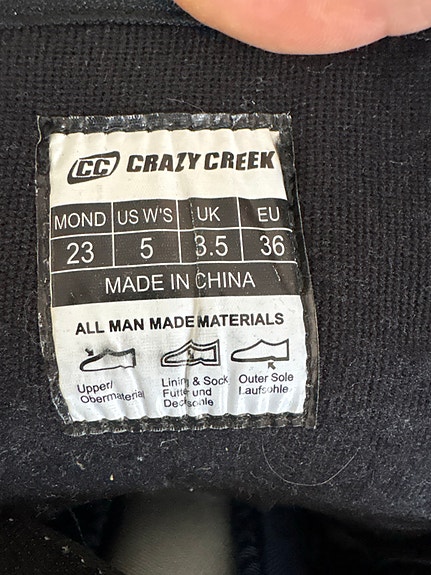 CC CRAZY CREEK
MOND US W'S UK EU
23 5 3.5 36
MADE IN CHINA
ALL MAN MADE MATERIALS
Upper/ Lining & Sock Outer Sole
Obermaterial Futter und Laufsohle
Decksohle